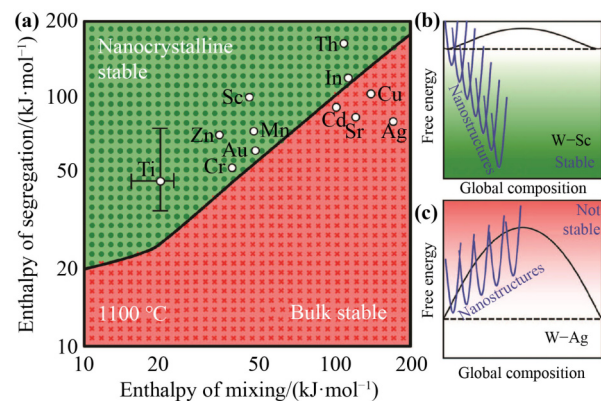 (a)
200
100
50
20
10
Enthalpy of segregation/(kJ·mol⁻¹)
Nanocrystalline
stable
Th
In
Sc
Cu
Zn
Mn
Cd
Sr
Ag
Au
Cr
Ti
1100 °C
Bulk stable
10
20
50
100
200
Enthalpy of mixing/(kJ·mol⁻¹)
(b)
Free energy
Nanostructures
W−Sc
Stable
Global composition
(c)
Free energy
Not
stable
Nanostructures
W−Ag
Global composition